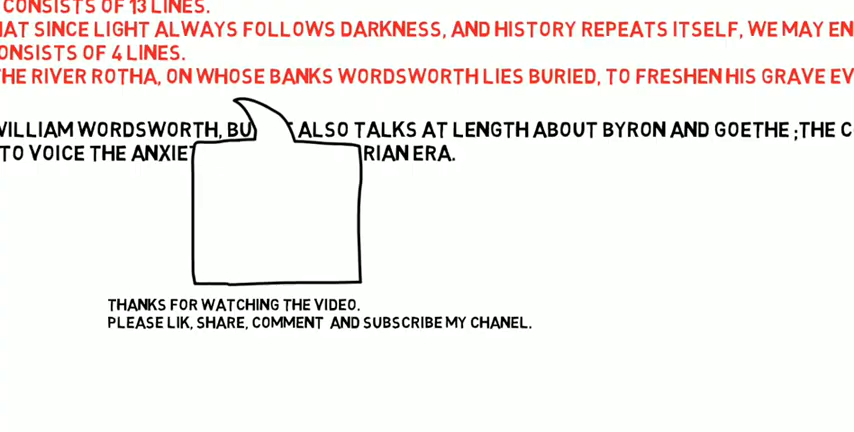 CONSISTS OF 13 LINES.
HAT SINCE LIGHT ALWAYS FOLLOWS DARKNESS, AND HISTORY REPEATS ITSELF, WE MAY EN
ONSISTS OF 4 LINES.
THE RIVER ROTHA, ON WHOSE BANKS WORDSWORTH LIES BURIED, TO FRESHEN HIS GRAVE EV
WILLIAM WORDSWORTH, BU ALSO TALKS AT LENGTH ABOUT BYRON AND GOETHE ;THE C
TO VOICE THE ANXIET RIAN ERA.
THANKS FOR WATCHING THE VIDEO.
PLEASE LIK, SHARE, COMMENT AND SUBSCRIBE MY CHANEL.